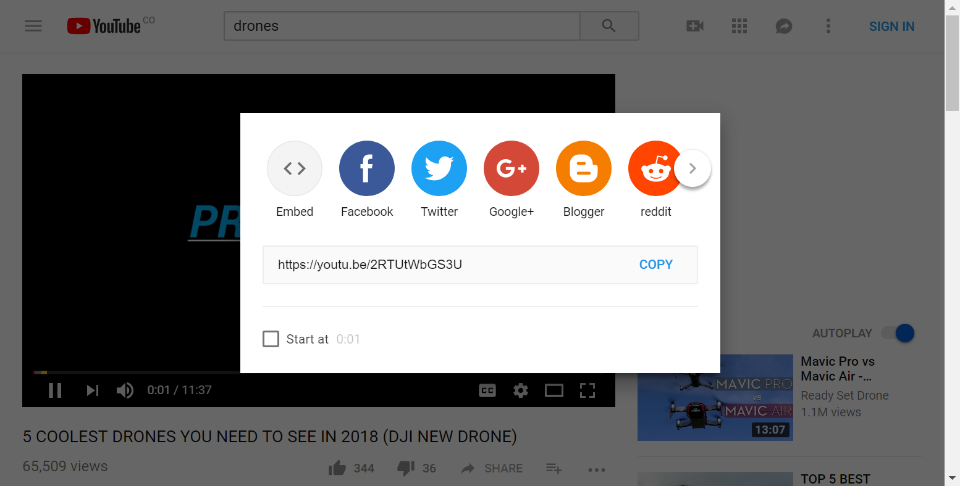 YouTube CO
drones
SIGN IN
PR
Embed
Facebook
Twitter
Google+
Blogger
reddit
https://youtu.be/2RTUtWbGS3U
COPY
Start at 0:01
0:01 / 11:37
CC
5 COOLEST DRONES YOU NEED TO SEE IN 2018 (DJI NEW DRONE)
65,509 views
344
36
SHARE
AUTOPLAY
MAVIC PRO
vs
MAVIC AIR
13:07
Mavic Pro vs
Mavic Air -...
Ready Set Drone
1.1M views
TOP 5 BEST